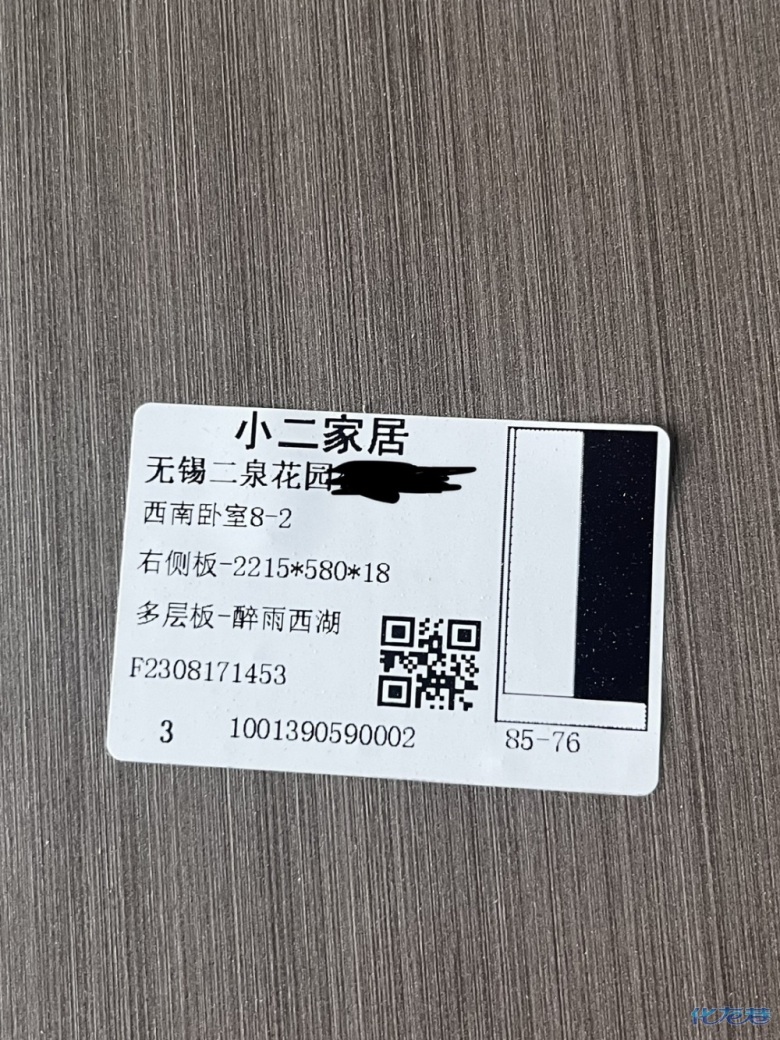 小二家居
无锡二泉花园
西南卧室8-2
右侧板-2215*580*18
多层板-醉雨西湖
F2308171453
3 1001390590002
85-76